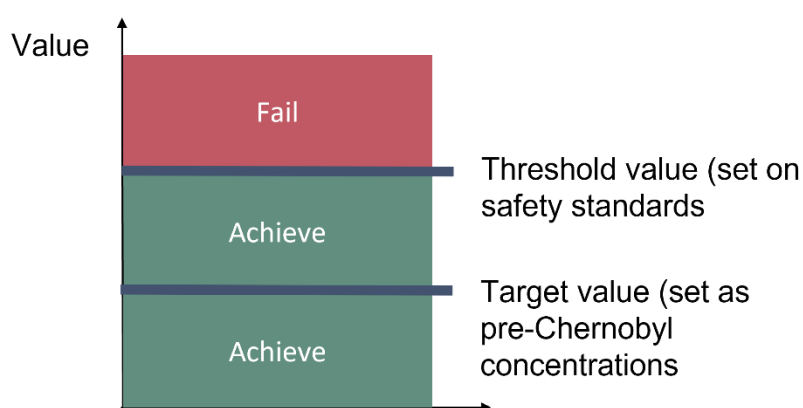 Value
Fail
Threshold value (set on
safety standards
Achieve
Target value (set as
pre-Chernobyl
concentrations
Achieve